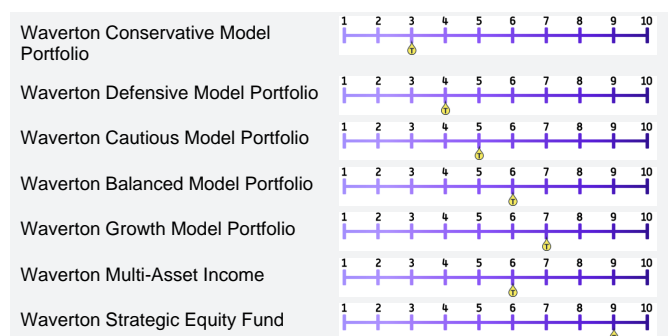 Waverton Conservative Model
Portfolio
1 2 3 4 5 6 7 8 9 10
T
Waverton Defensive Model Portfolio
1 2 3 4 5 6 7 8 9 10
T
Waverton Cautious Model Portfolio
1 2 3 4 5 6 7 8 9 10
T
Waverton Balanced Model Portfolio
1 2 3 4 5 6 7 8 9 10
T
Waverton Growth Model Portfolio
1 2 3 4 5 6 7 8 9 10
T
Waverton Multi-Asset Income
1 2 3 4 5 6 7 8 9 10
T
Waverton Strategic Equity Fund
1 2 3 4 5 6 7 8 9 10